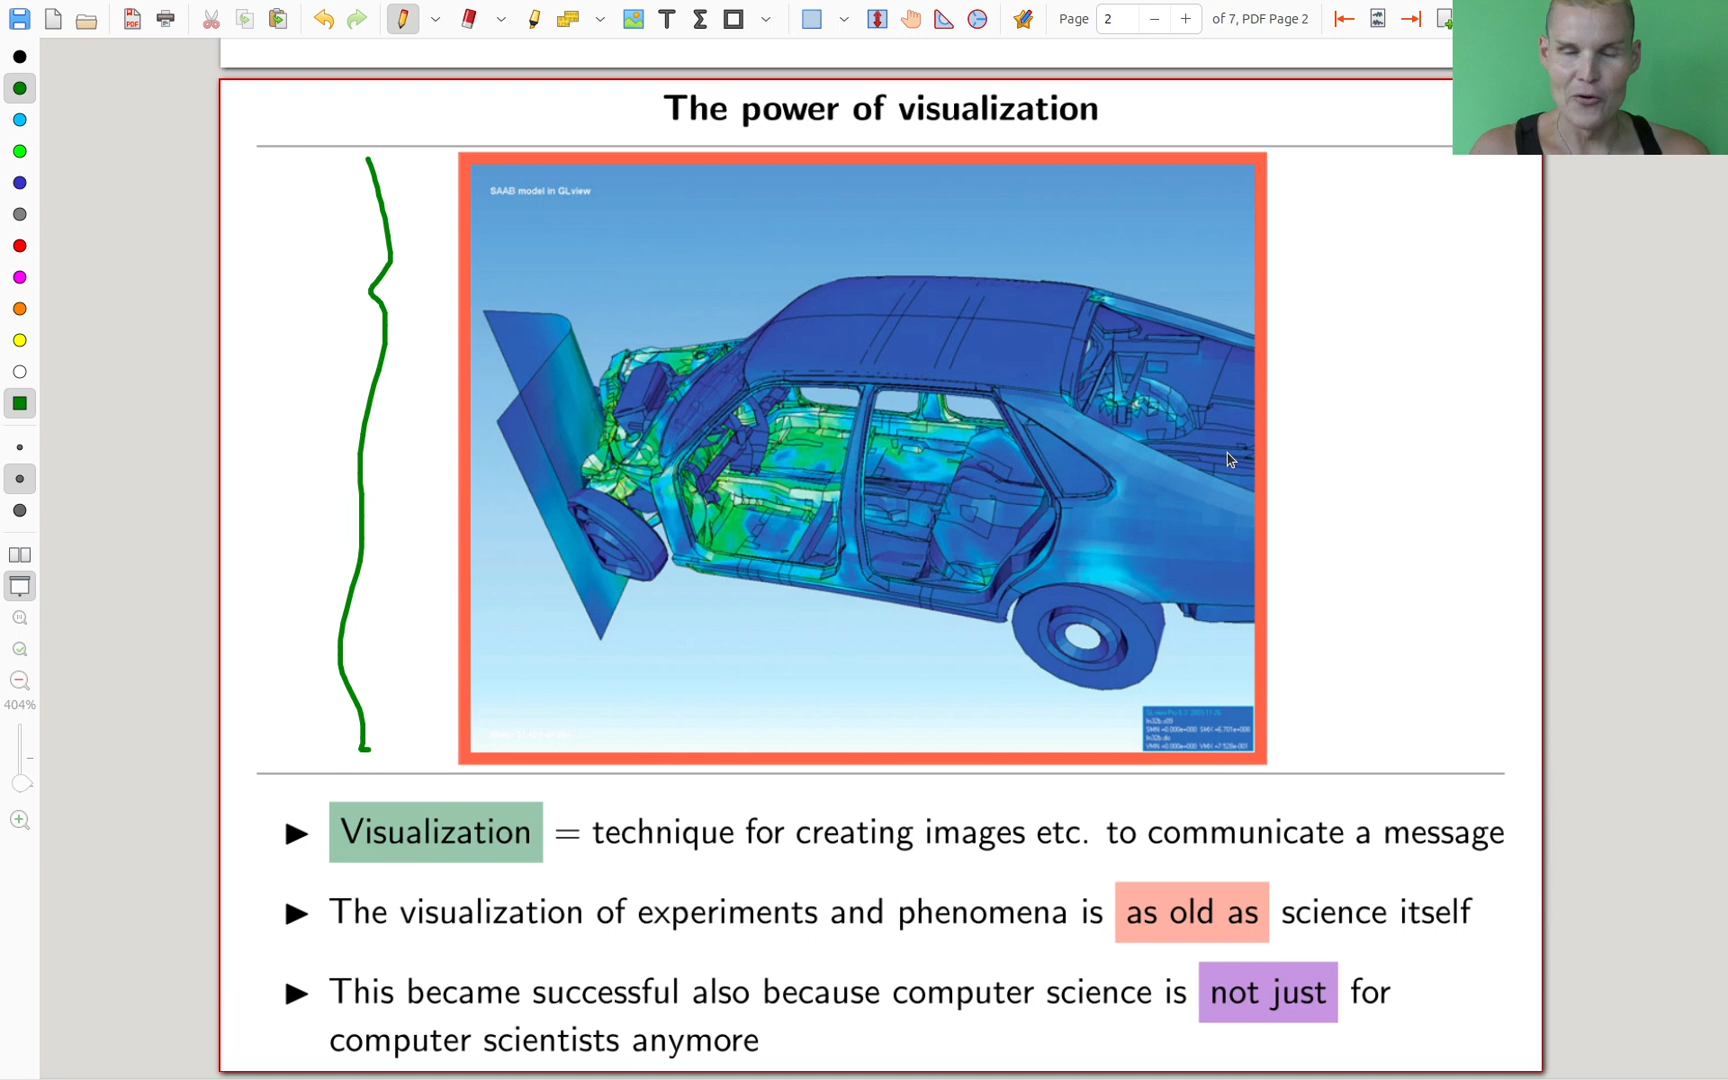 Page 2 of 7, PDF Page 2
The power of visualization
SAAB model in GLview
404%
▶ Visualization = technique for creating images etc. to communicate a message
▶ The visualization of experiments and phenomena is as old as science itself
▶ This became successful also because computer science is not just for
computer scientists anymore